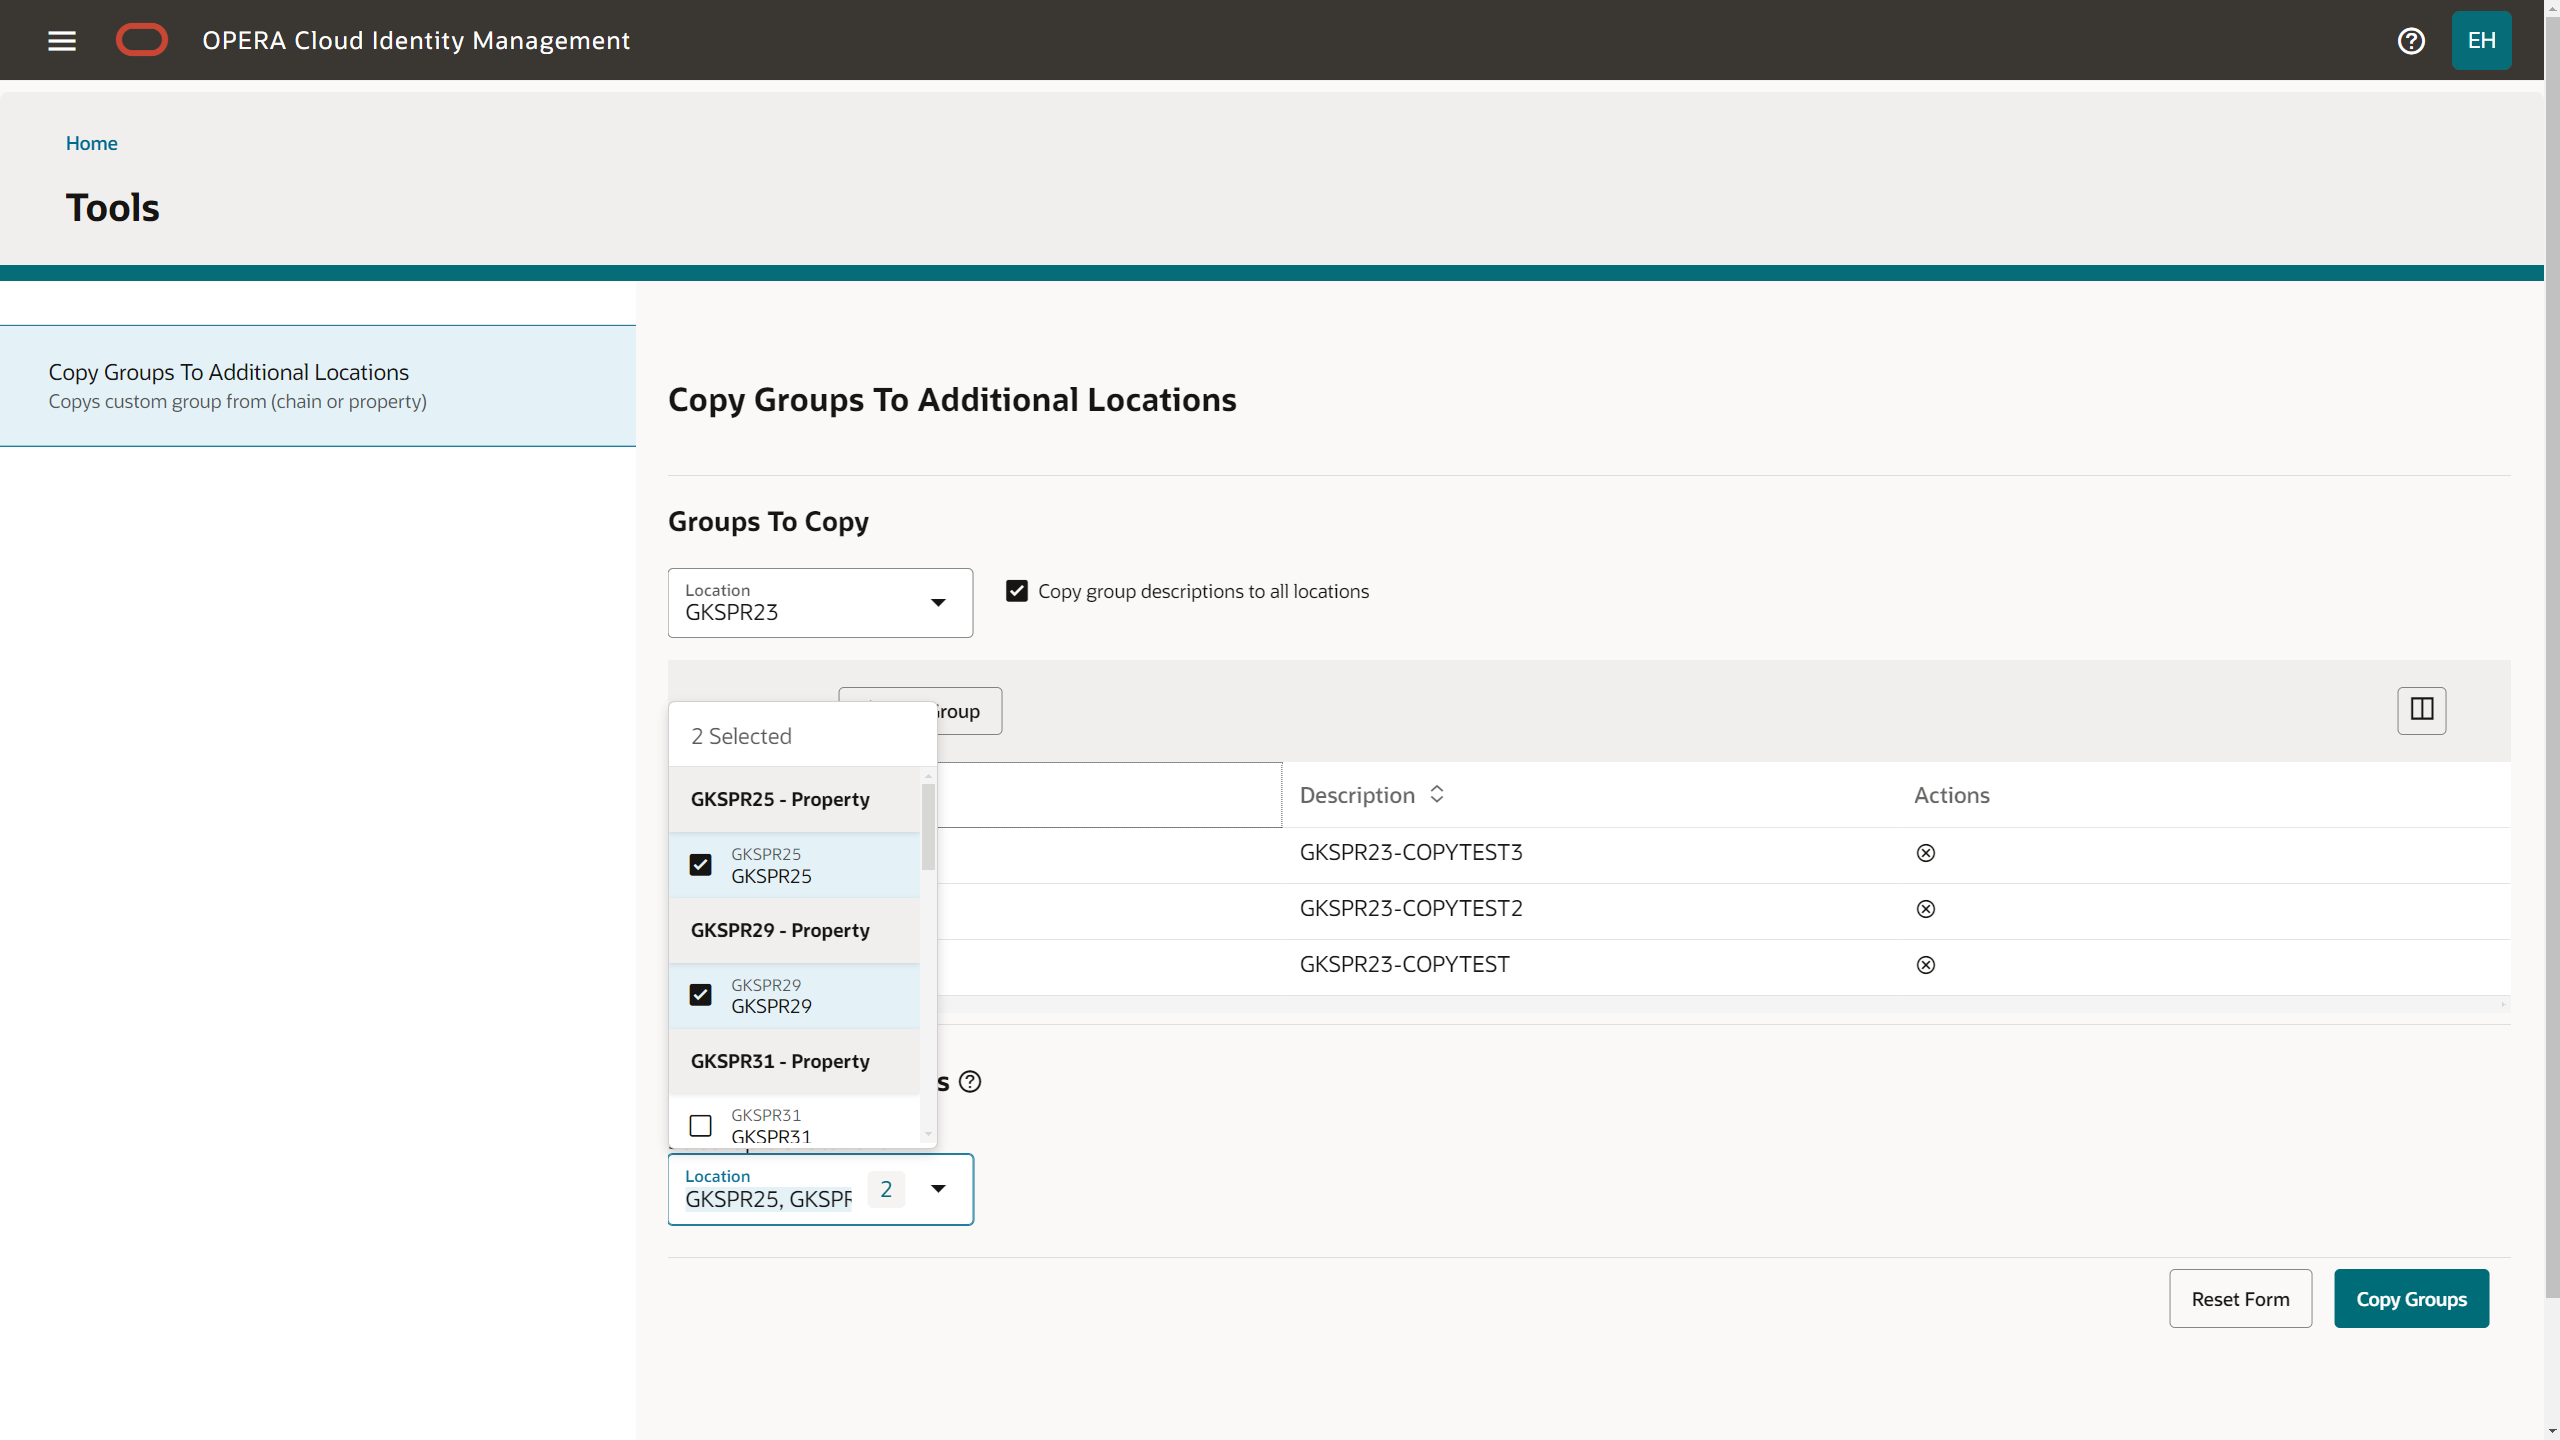 OPERA Cloud Identity Management
EH
Home
Tools
Copy Groups To Additional Locations
Copys custom group from (chain or property)
Copy Groups To Additional Locations
Groups To Copy
Location
GKSPR23
Copy group descriptions to all locations
roup
2 Selected
GKSPR25 - Property
GKSPR25
GKSPR25
GKSPR29 - Property
GKSPR29
GKSPR29
GKSPR31 - Property
GKSPR31
GKSPR31
Description
Actions
GKSPR23-COPYTEST3
GKSPR23-COPYTEST2
GKSPR23-COPYTEST
s
Location
GKSPR25, GKSPR
2
Reset Form
Copy Groups